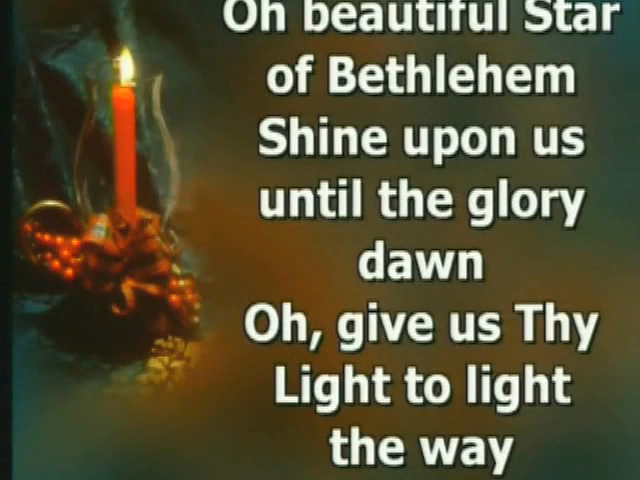 Oh beautiful Star
of Bethlehem
Shine upon us
until the glory
dawn
Oh, give us Thy
Light to light
the way